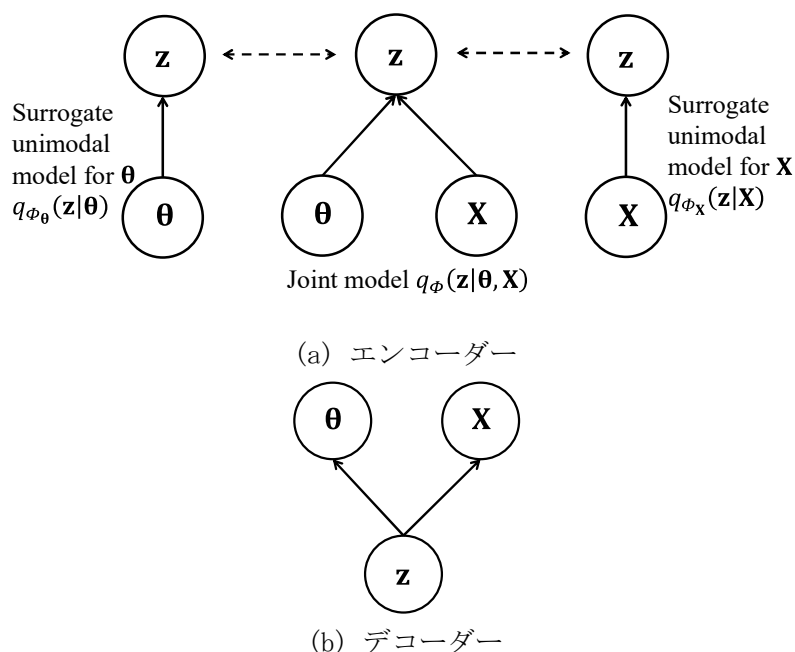 z
z
z
Surrogate
unimodal
model for θ
q_{Φ_θ}(z|θ)
θ
θ
X
X
Surrogate
unimodal
model for X
q_{Φ_X}(z|X)
Joint model q_Φ(z|θ, X)
(a) エンコーダー
θ
X
z
(b) デコーダー